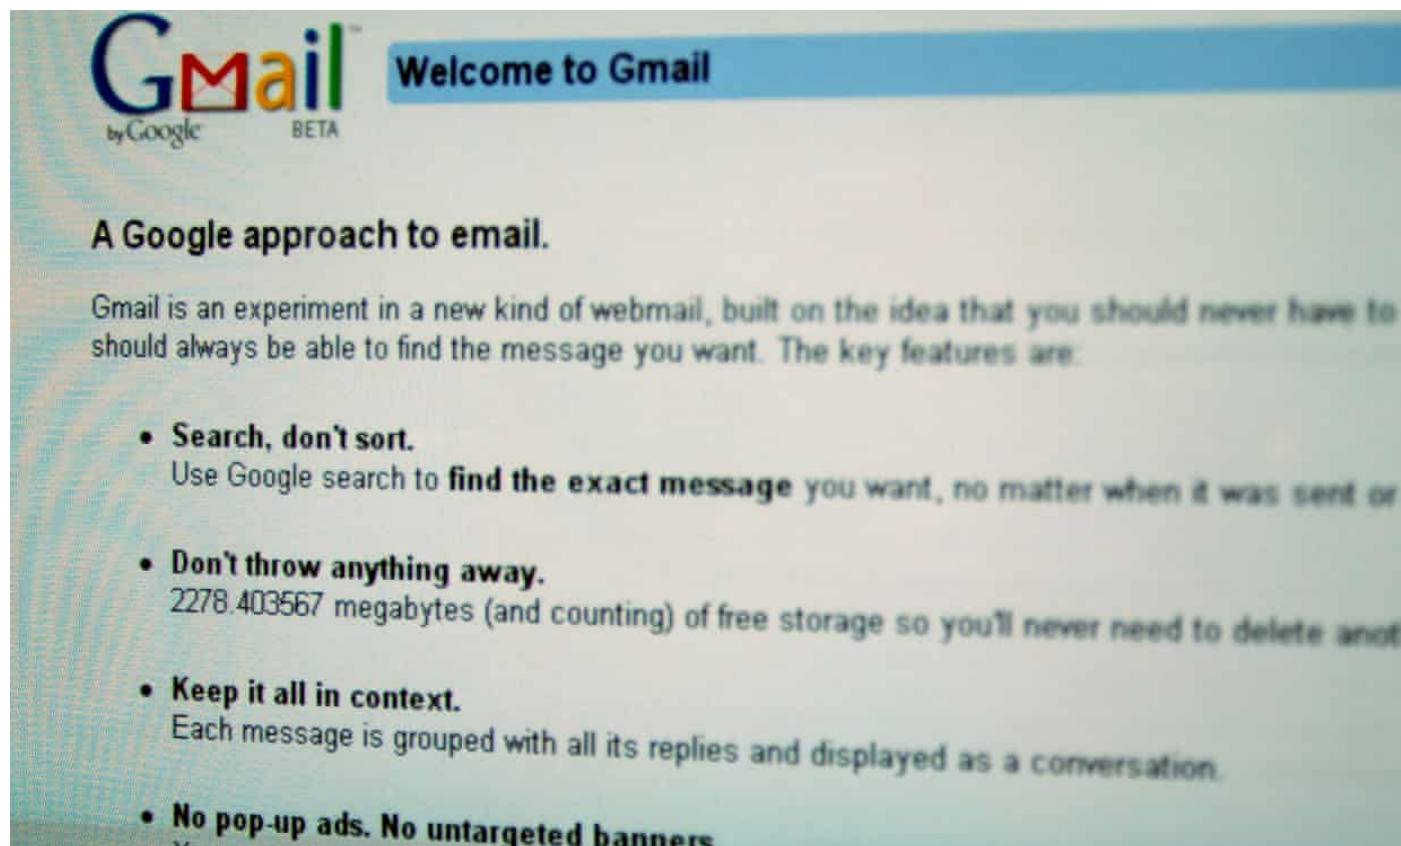 Gmail™
by Google BETA
Welcome to Gmail
A Google approach to email.
Gmail is an experiment in a new kind of webmail, built on the idea that you should never have to
should always be able to find the message you want. The key features are:
• Search, don't sort.
Use Google search to find the exact message you want, no matter when it was sent or
• Don't throw anything away.
2278.403567 megabytes (and counting) of free storage so you'll never need to delete
• Keep it all in context.
Each message is grouped with all its replies and displayed as a conversation.
• No pop-up ads. No untargeted banners.